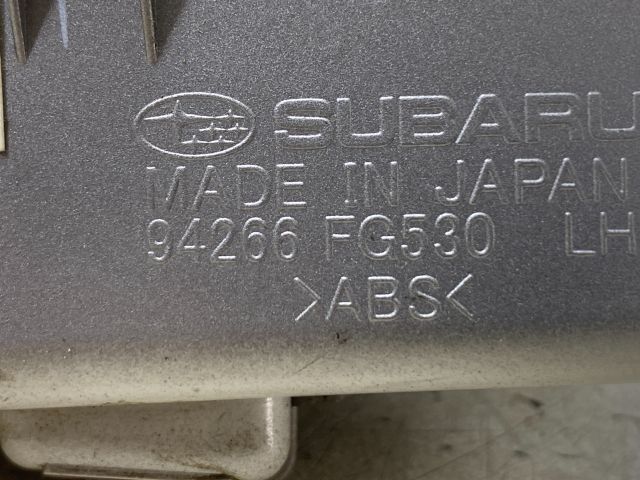 SUBARU
MADE IN JAPAN
94266 FG530 LH
>ABS<